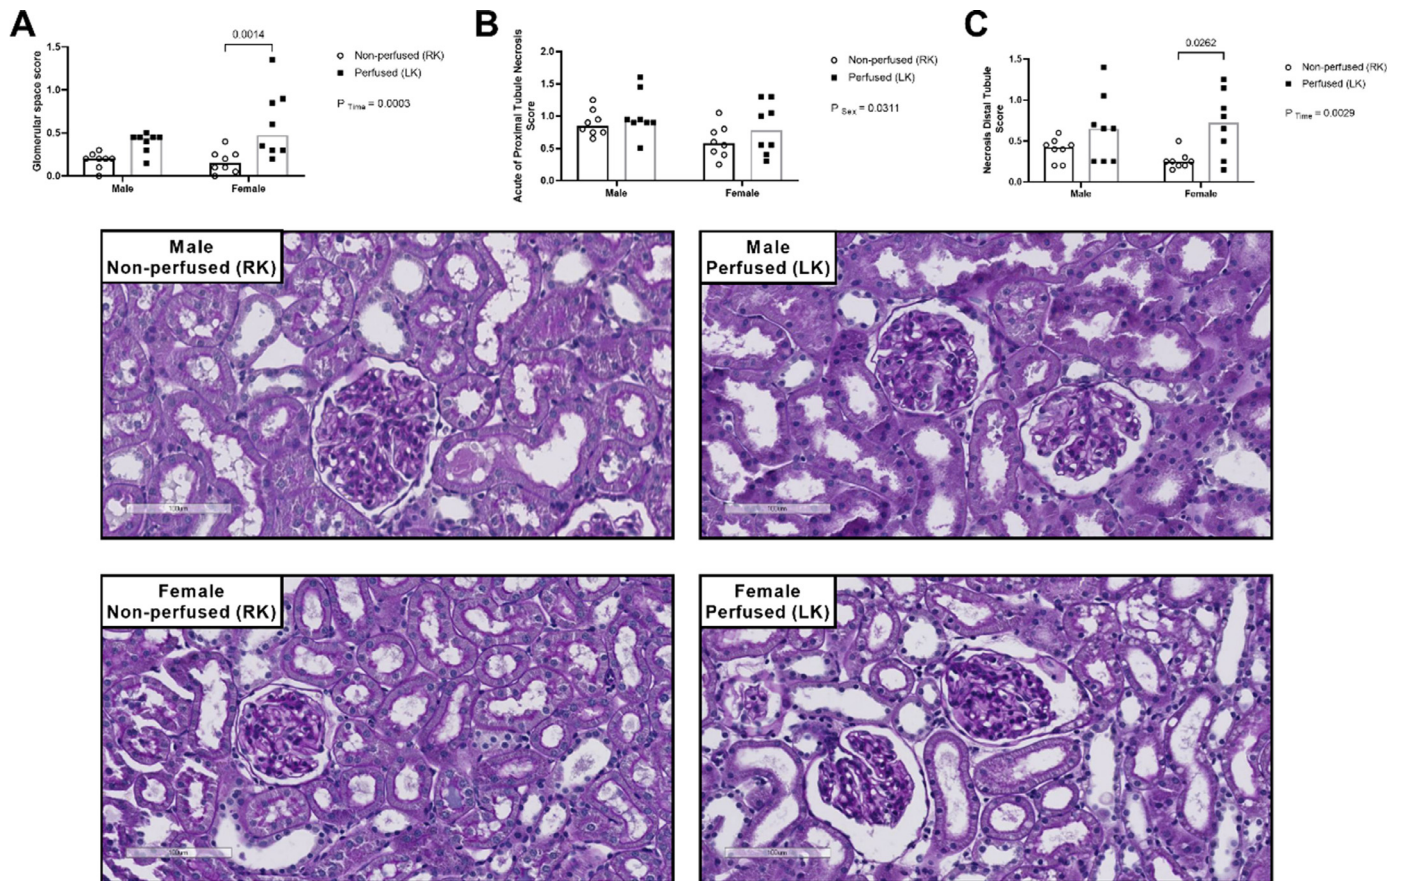 A
Glomerular space score
1.5
1.0
0.5
0.0
0.0014
Male
Female
Non-perfused (RK)
Perfused (LK)
P Time = 0.0003
B
Acute of Proximal Tubule Necrosis
Score
2.0
1.5
1.0
0.5
0.0
Male
Female
Non-perfused (RK)
Perfused (LK)
P Sex = 0.0311
C
Necrosis Distal Tubule
Score
1.5
1.0
0.5
0.0
0.0262
Male
Female
Non-perfused (RK)
Perfused (LK)
P Time = 0.0029
Male
Non-perfused (RK)
100um
Male
Perfused (LK)
100um
Female
Non-perfused (RK)
100um
Female
Perfused (LK)
100um